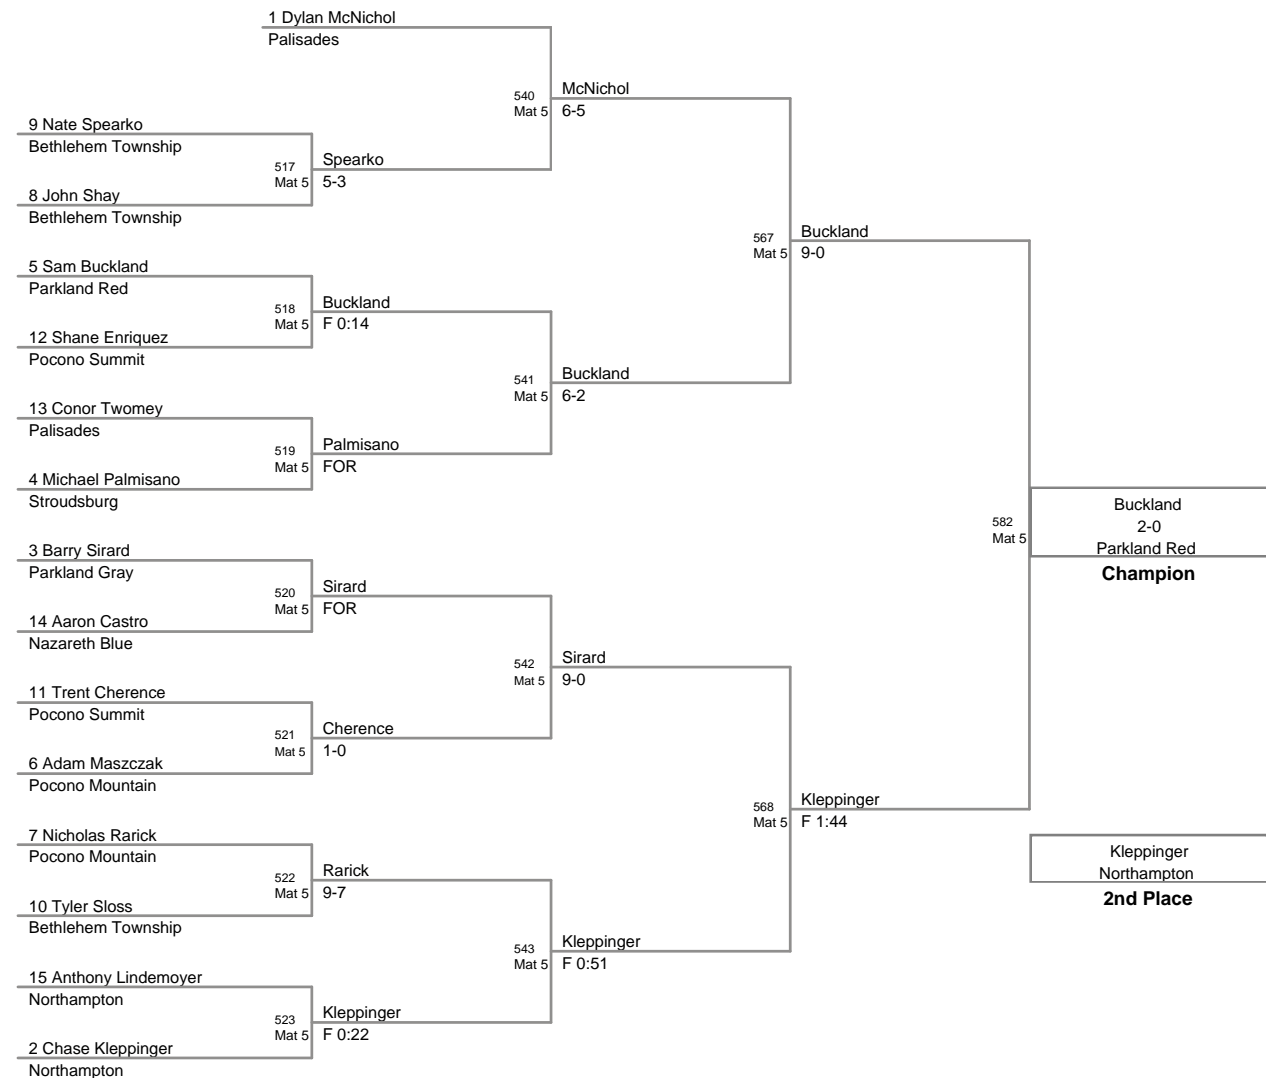 1 Dylan McNichol
Palisades
540
Mat 5
McNichol
6-5
9 Nate Spearko
Bethlehem Township
517
Mat 5
Spearko
5-3
8 John Shay
Bethlehem Township
567
Mat 5
Buckland
9-0
5 Sam Buckland
Parkland Red
518
Mat 5
Buckland
F 0:14
12 Shane Enriquez
Pocono Summit
541
Mat 5
Buckland
6-2
13 Conor Twomey
Palisades
519
Mat 5
Palmisano
FOR
4 Michael Palmisano
Stroudsburg
582
Mat 5
Buckland
2-0
Parkland Red
Champion
3 Barry Sirard
Parkland Gray
520
Mat 5
Sirard
FOR
14 Aaron Castro
Nazareth Blue
542
Mat 5
Sirard
9-0
11 Trent Cherence
Pocono Summit
521
Mat 5
Cherence
1-0
6 Adam Maszczak
Pocono Mountain
568
Mat 5
Kleppinger
F 1:44
7 Nicholas Rarick
Pocono Mountain
522
Mat 5
Rarick
9-7
10 Tyler Sloss
Bethlehem Township
Kleppinger
Northampton
2nd Place
543
Mat 5
Kleppinger
F 0:51
15 Anthony Lindemoyer
Northampton
523
Mat 5
Kleppinger
F 0:22
2 Chase Kleppinger
Northampton